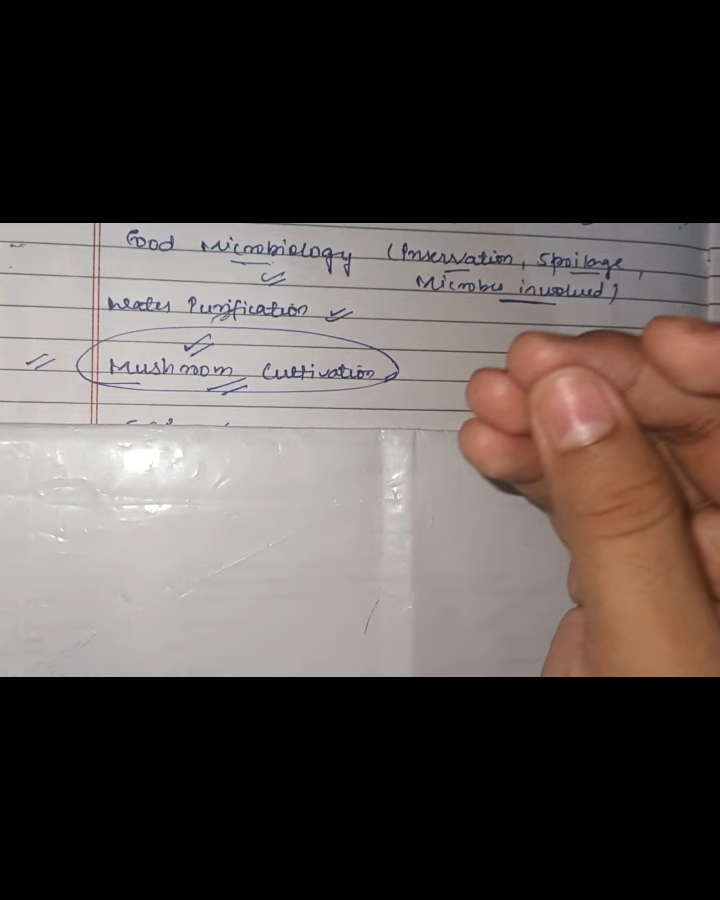 Food Microbiology (Preservation, Spoilage,
Microbes involved)
Water Purification
Mushroom Cultivation